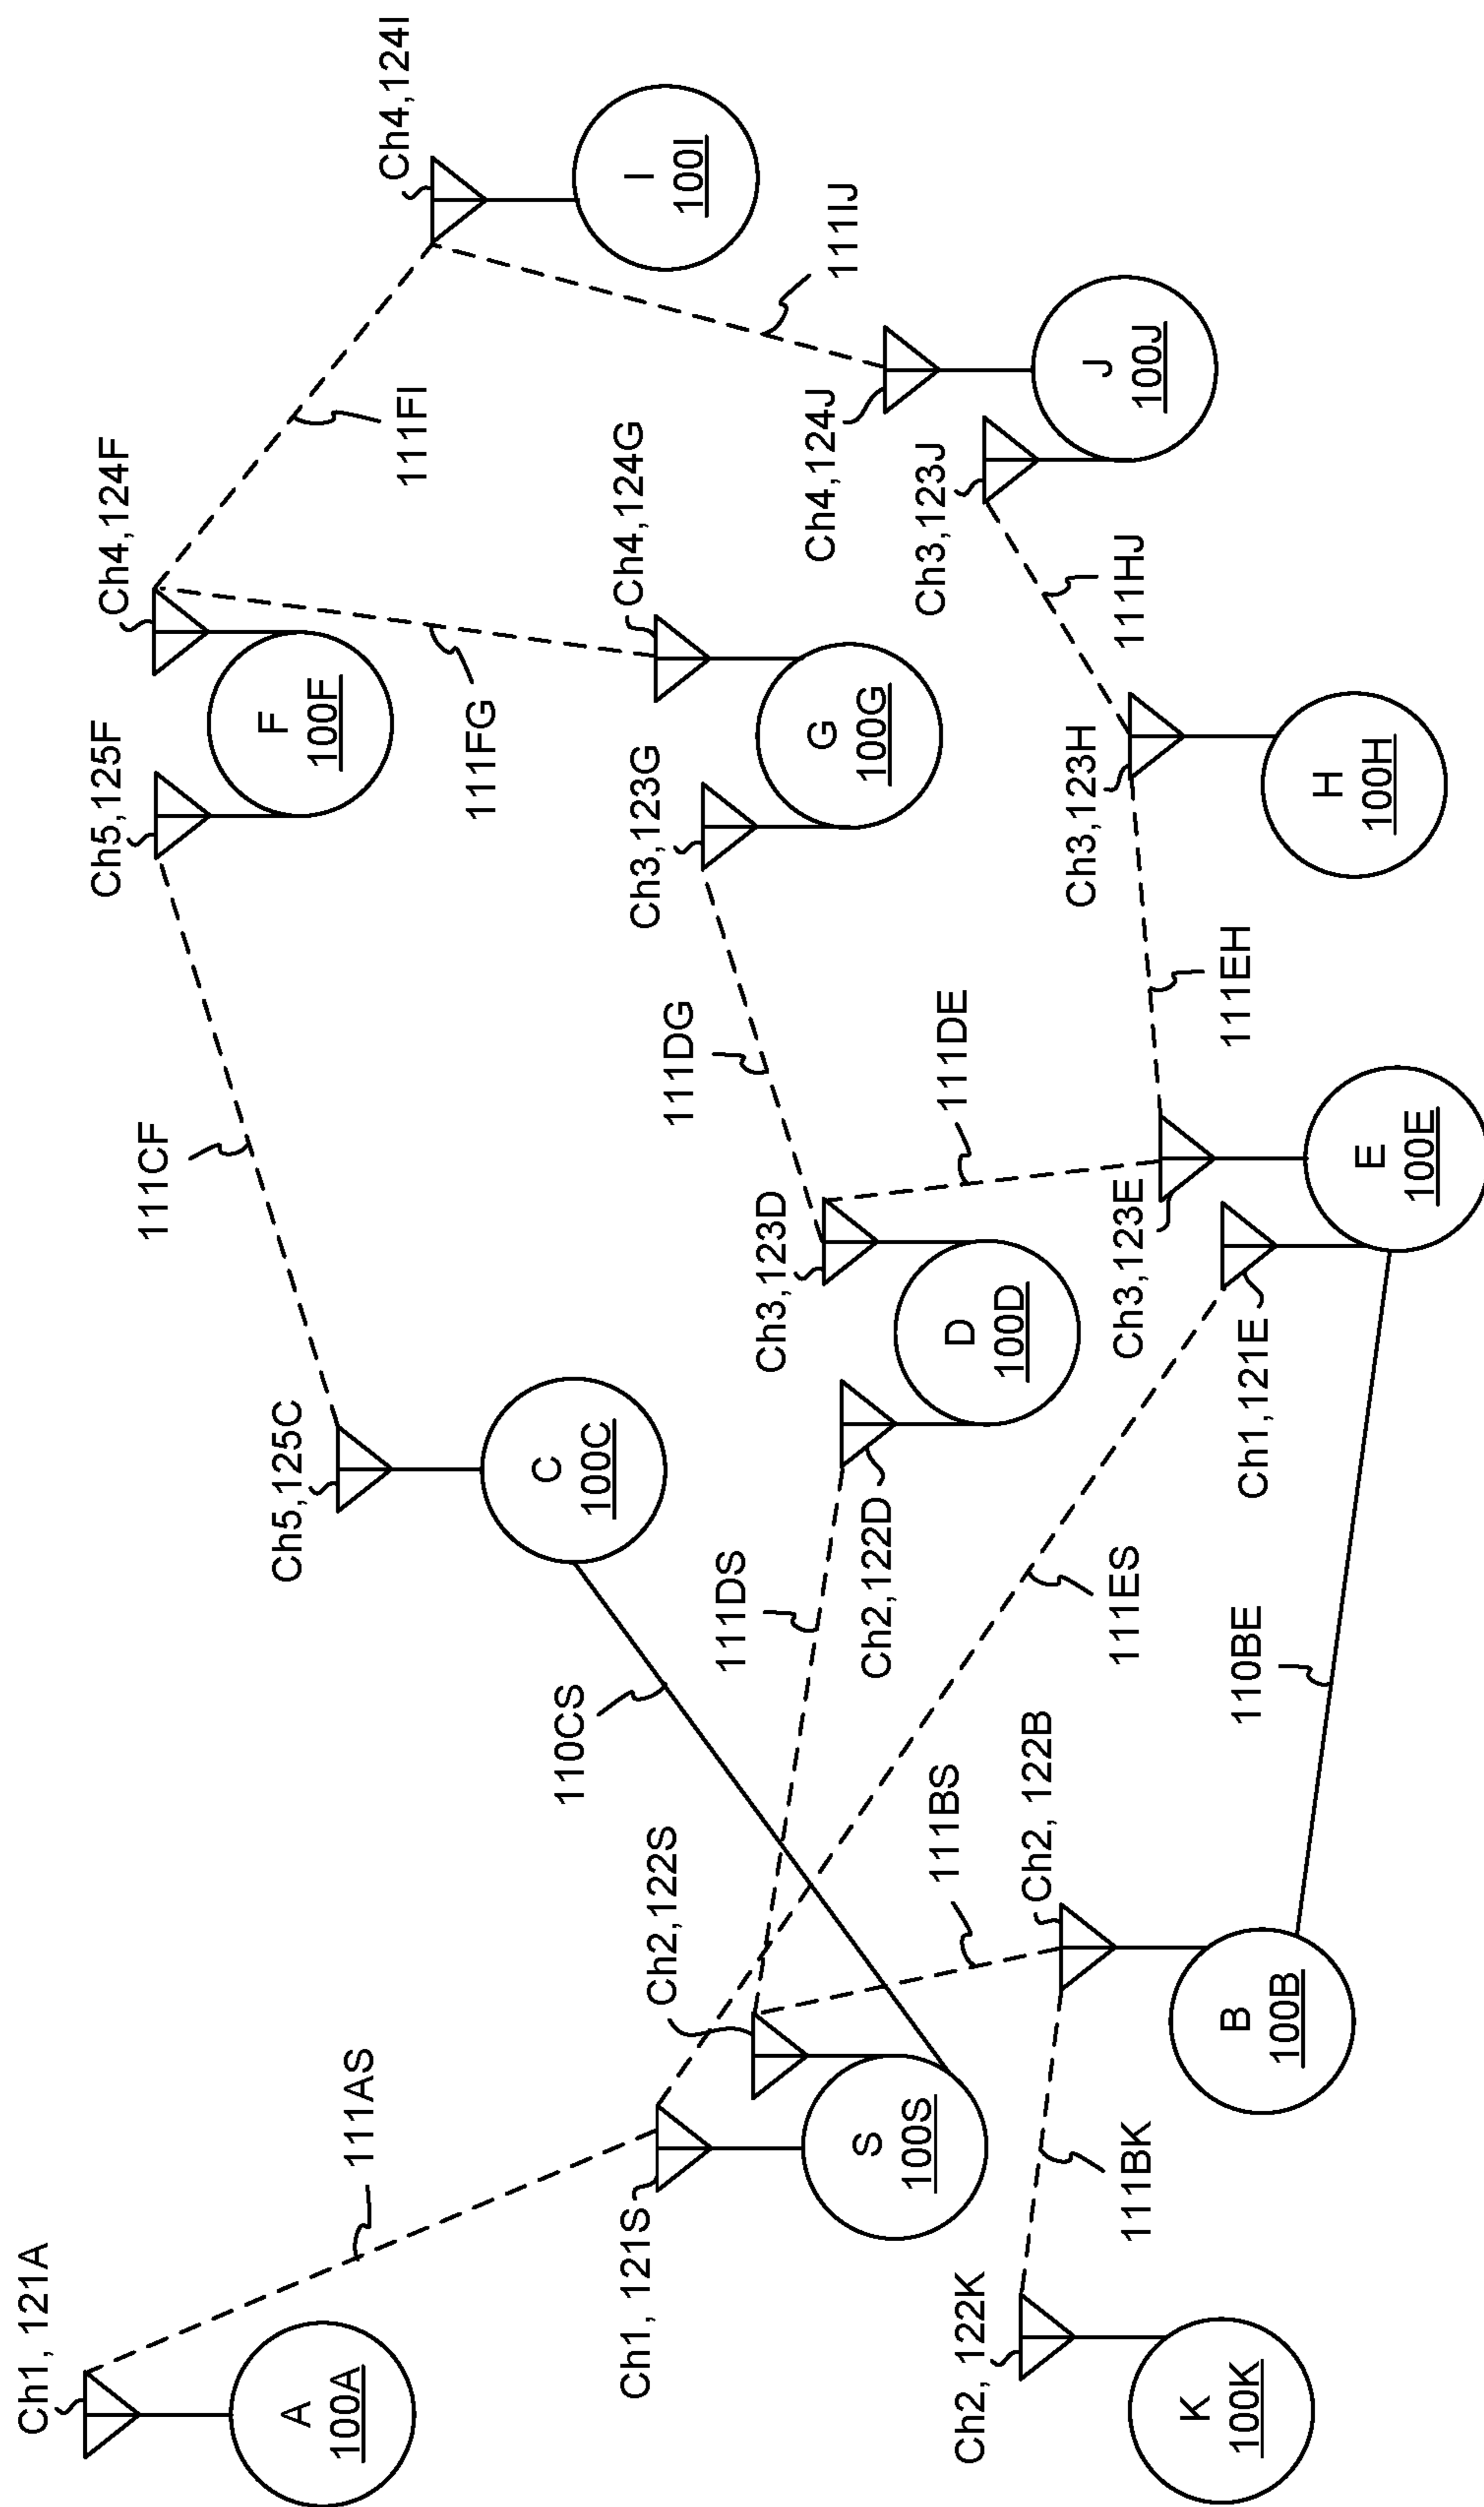 Ch1, 121A
A
100A
111AS
Ch1, 121S
S
100S
Ch2,122S
Ch2, 122K
K
100K
111BK
B
100B
Ch2, 122B
111BS
110BE
110CS
Ch5,125C
C
100C
111CF
111DS
Ch2,122D
D
100D
Ch3,123D
111ES
Ch1,121E
Ch3,123E
E
100E
111DE
111DG
111EH
Ch5,125F
F
100F
Ch4,124F
111FG
111FI
Ch3,123G
G
100G
Ch4,124G
Ch3,123H
H
100H
111HJ
Ch3,123J
Ch4,124J
J
100J
111IJ
Ch4,124I
I
100I